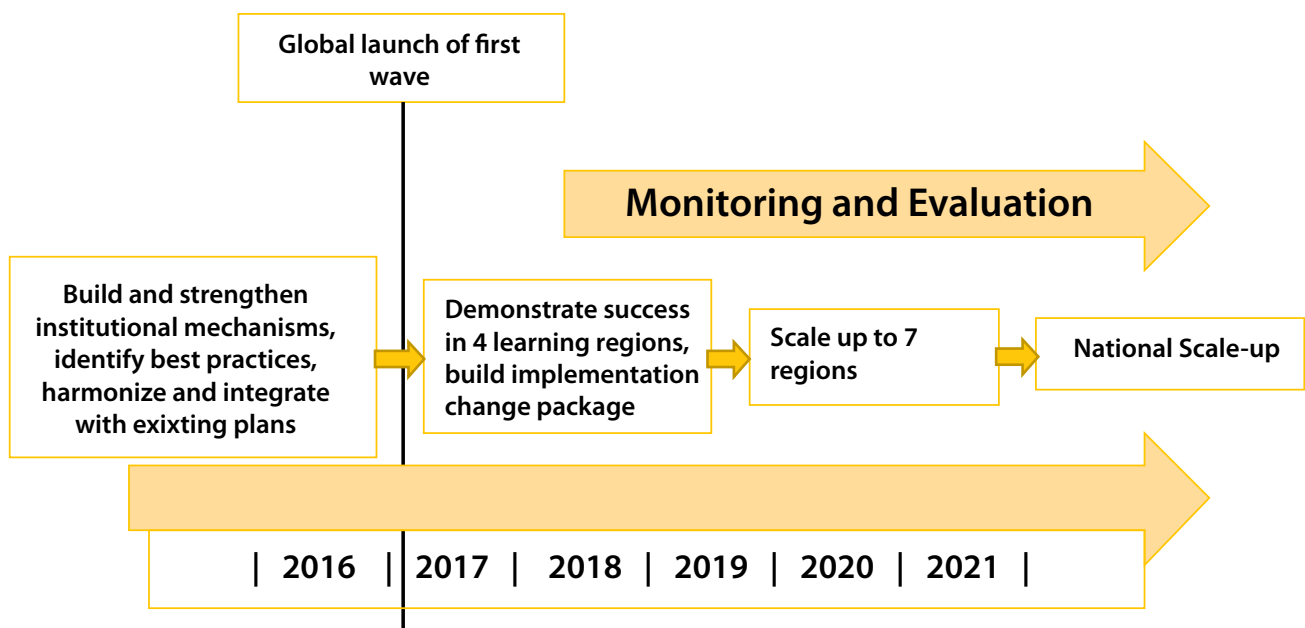 Global launch of first
wave
Monitoring and Evaluation
Build and strengthen
institutional mechanisms,
identify best practices,
harmonize and integrate
with exixting plans
Demonstrate success
in 4 learning regions,
build implementation
change package
Scale up to 7
regions
National Scale-up
| 2016 | 2017 | 2018 | 2019 | 2020 | 2021 |